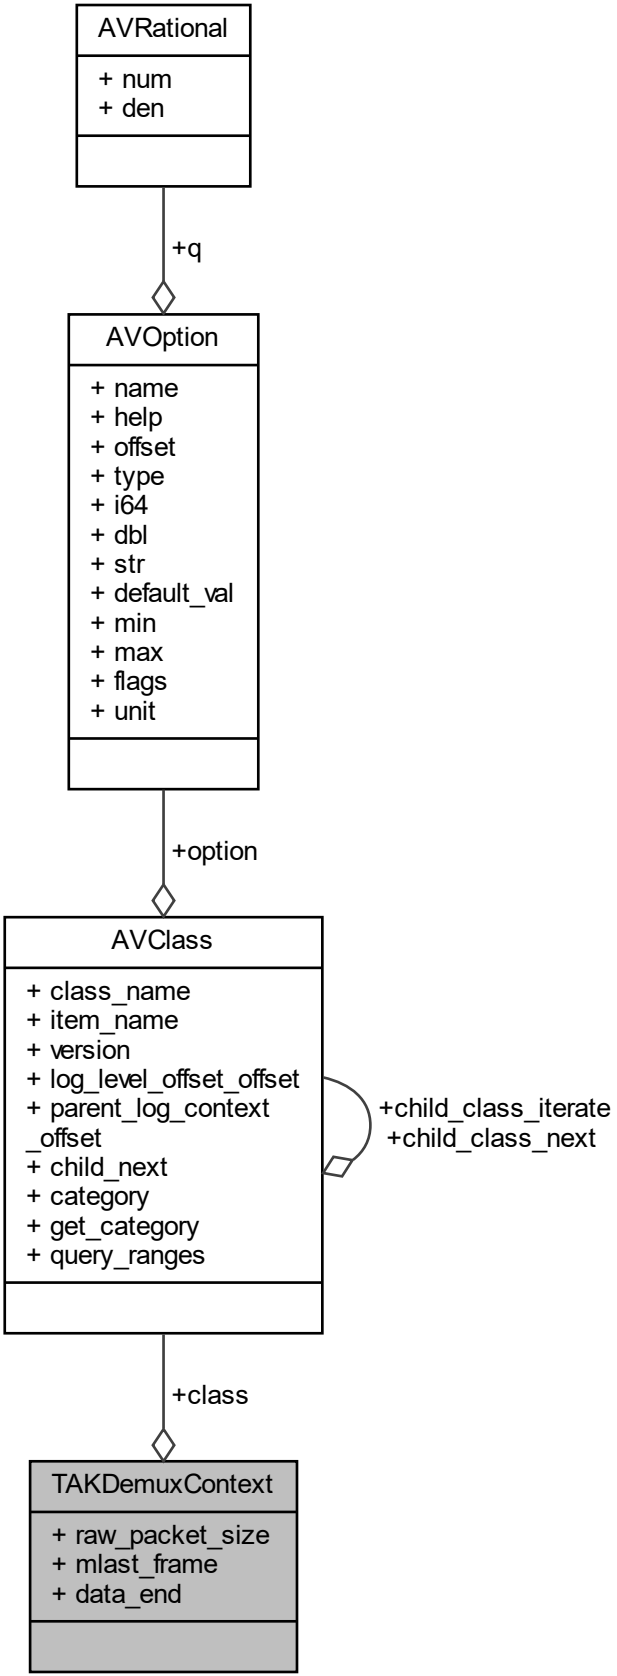 AVRational
+ num
+ den
+q
AVOption
+ name
+ help
+ offset
+ type
+ i64
+ dbl
+ str
+ default_val
+ min
+ max
+ flags
+ unit
+option
AVClass
+ class_name
+ item_name
+ version
+ log_level_offset_offset
+ parent_log_context
_offset
+ child_next
+ category
+ get_category
+ query_ranges
+child_class_iterate
+child_class_next
+class
TAKDemuxContext
+ raw_packet_size
+ mlast_frame
+ data_end